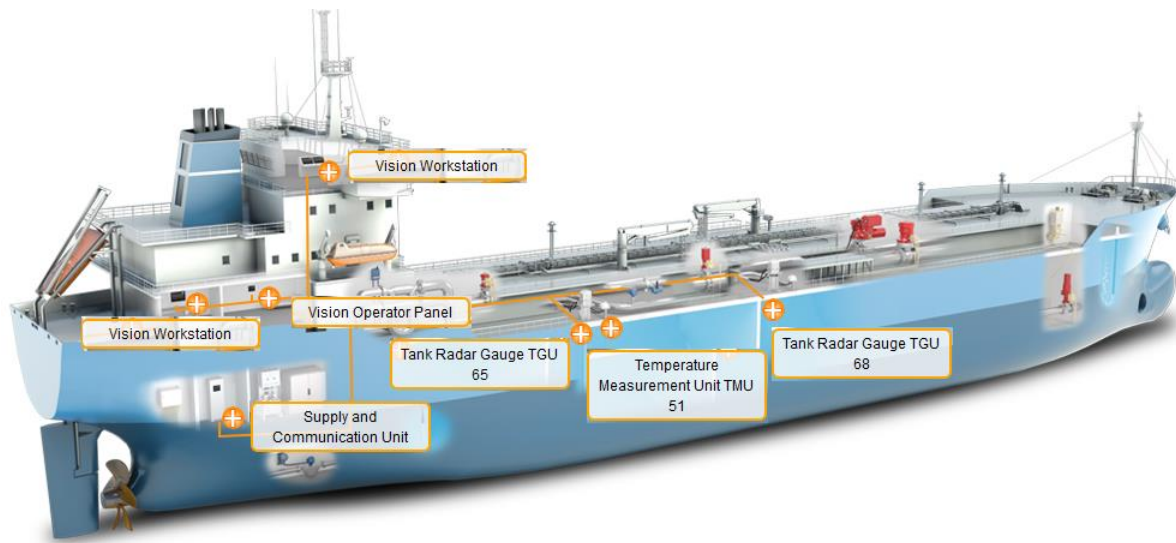 Vision Workstation
Vision Operator Panel
Vision Workstation
Tank Radar Gauge TGU
65
Temperature
Measurement Unit TMU
51
Tank Radar Gauge TGU
68
Supply and
Communication Unit